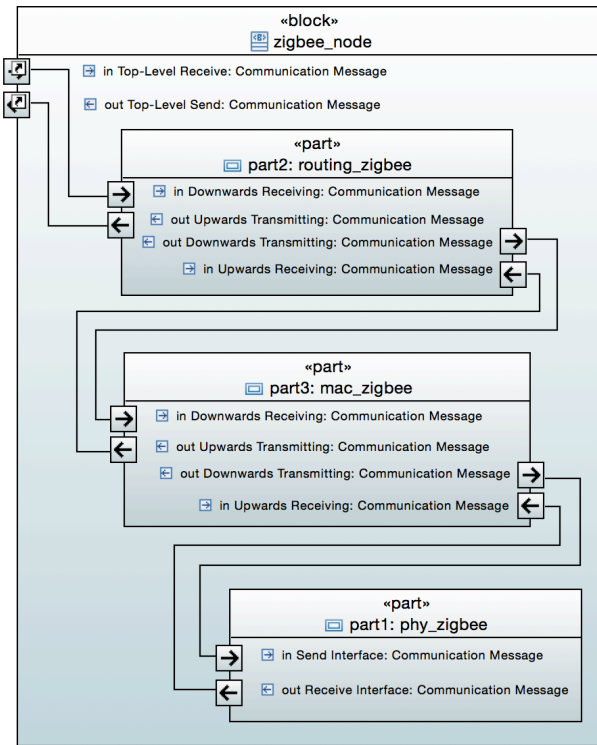 «block»
zigbee_node
in Top-Level Receive: Communication Message
out Top-Level Send: Communication Message
«part»
part2: routing_zigbee
in Downwards Receiving: Communication Message
out Upwards Transmitting: Communication Message
out Downwards Transmitting: Communication Message
in Upwards Receiving: Communication Message
«part»
part3: mac_zigbee
in Downwards Receiving: Communication Message
out Upwards Transmitting: Communication Message
out Downwards Transmitting: Communication Message
in Upwards Receiving: Communication Message
«part»
part1: phy_zigbee
in Send Interface: Communication Message
out Receive Interface: Communication Message